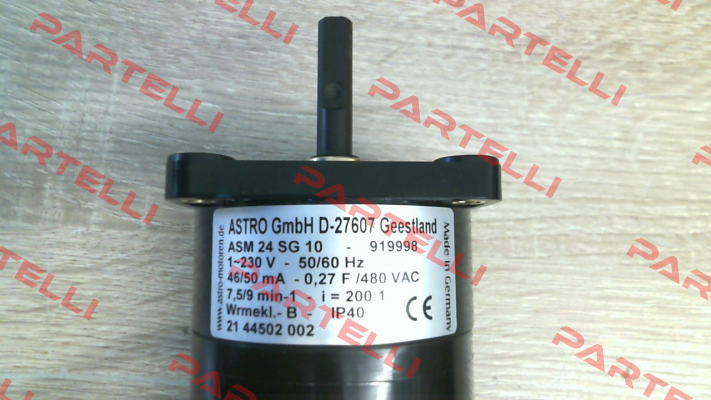 ASTRO GmbH D-27607 Geestland
ASM 24 SG 10 - 919998
1~230 V - 50/60 Hz
46/50 mA - 0,27 F /480 VAC
7,5/9 min-1 i = 200:1
Wrmekl.- B - IP40
21 44502 002
CE
www.astro-motoren.de
Made in Germany
PARTELLI
PARTELLI
PARTELLI
PARTELLI
PARTELLI
PARTELLI